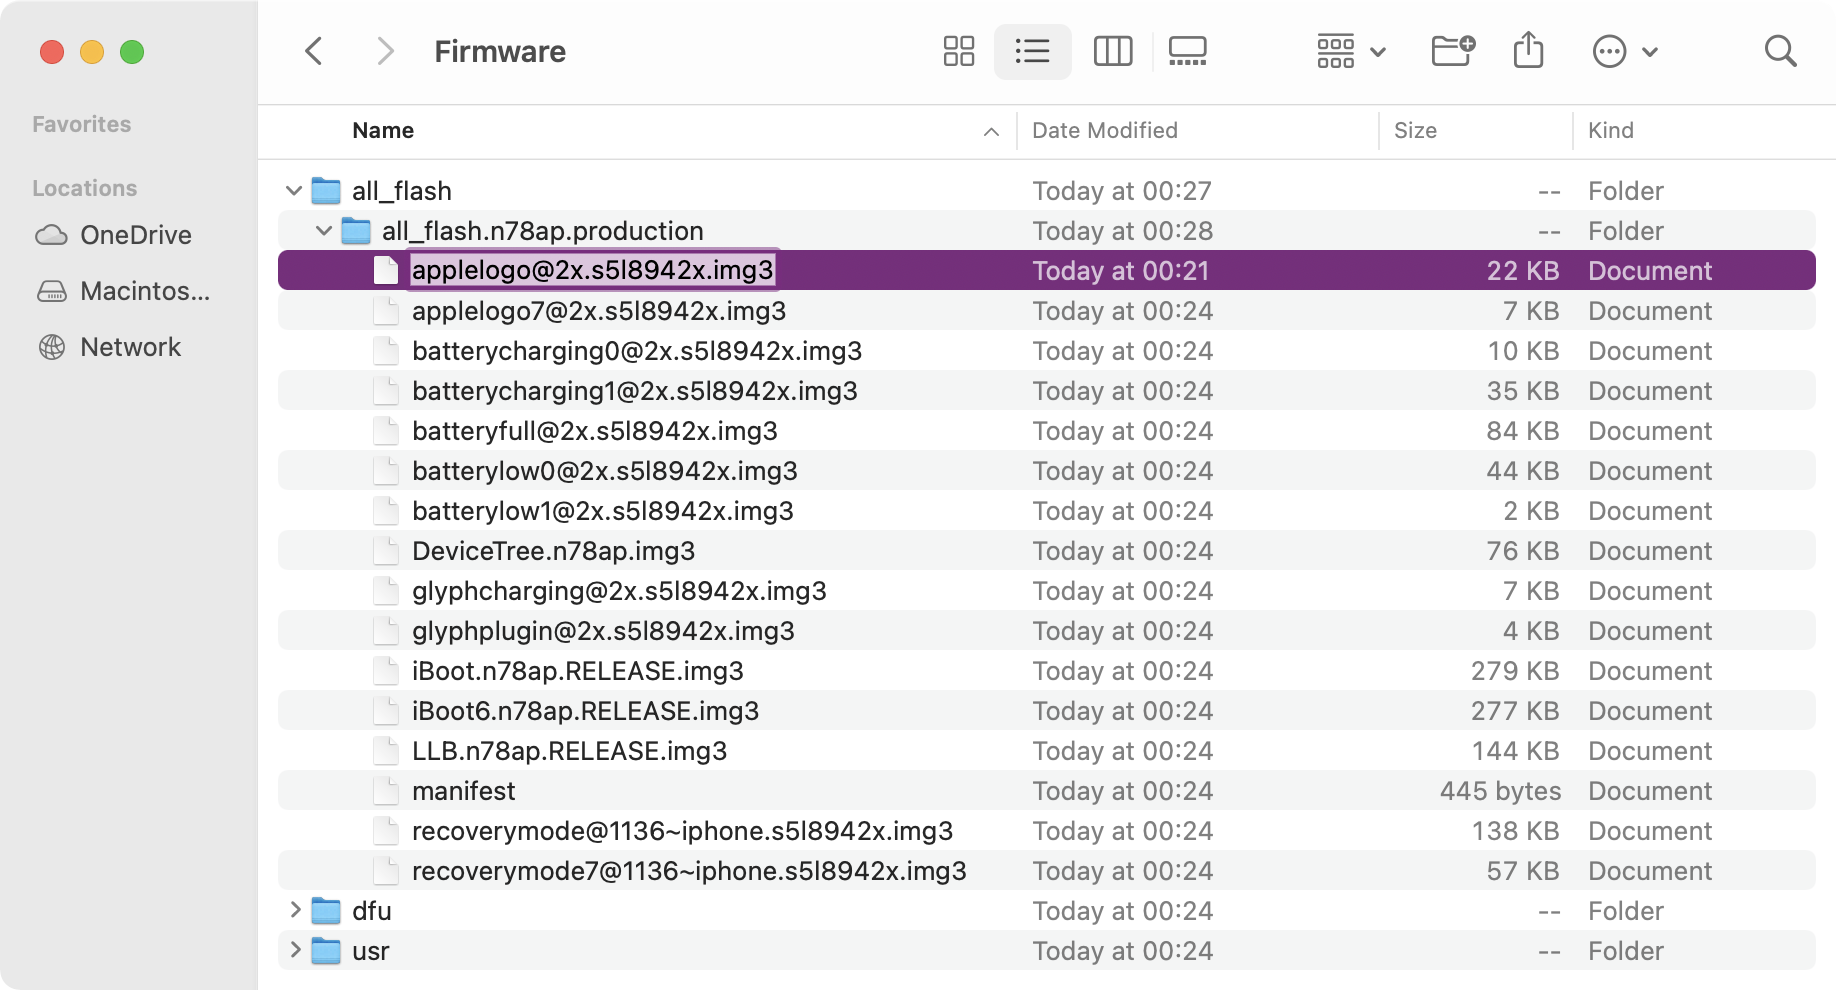 Firmware
Favorites
Locations
OneDrive
Macintos...
Network
Name Date Modified Size Kind
all_flash Today at 00:27 -- Folder
all_flash.n78ap.production Today at 00:28 -- Folder
applelogo@2x.s5l8942x.img3 Today at 00:21 22 KB Document
applelogo7@2x.s5l8942x.img3 Today at 00:24 7 KB Document
batterycharging0@2x.s5l8942x.img3 Today at 00:24 10 KB Document
batterycharging1@2x.s5l8942x.img3 Today at 00:24 35 KB Document
batteryfull@2x.s5l8942x.img3 Today at 00:24 84 KB Document
batterylow0@2x.s5l8942x.img3 Today at 00:24 44 KB Document
batterylow1@2x.s5l8942x.img3 Today at 00:24 2 KB Document
DeviceTree.n78ap.img3 Today at 00:24 76 KB Document
glyphcharging@2x.s5l8942x.img3 Today at 00:24 7 KB Document
glyphplugin@2x.s5l8942x.img3 Today at 00:24 4 KB Document
iBoot.n78ap.RELEASE.img3 Today at 00:24 279 KB Document
iBoot6.n78ap.RELEASE.img3 Today at 00:24 277 KB Document
LLB.n78ap.RELEASE.img3 Today at 00:24 144 KB Document
manifest Today at 00:24 445 bytes Document
recoverymode@1136~iphone.s5l8942x.img3 Today at 00:24 138 KB Document
recoverymode7@1136~iphone.s5l8942x.img3 Today at 00:24 57 KB Document
dfu Today at 00:24 -- Folder
usr Today at 00:24 -- Folder